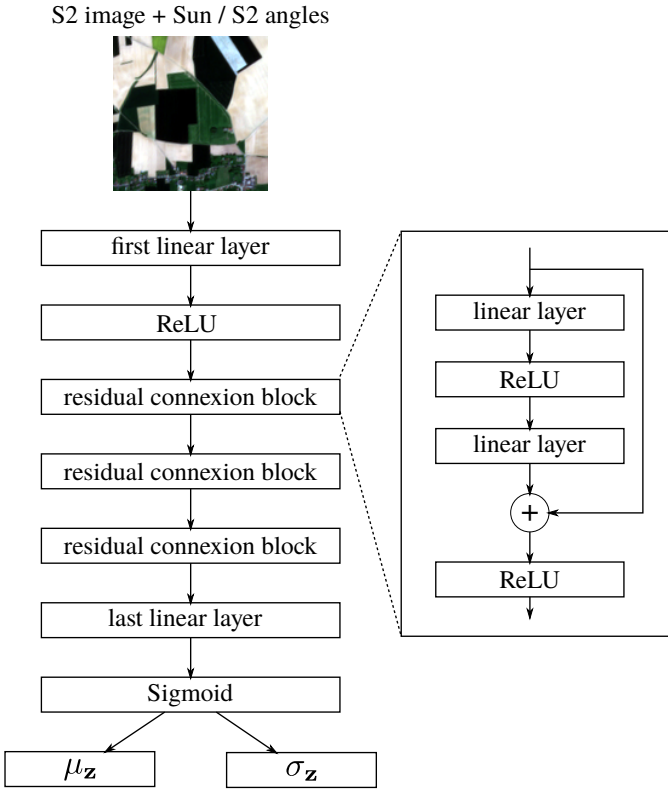 S2 image + Sun / S2 angles
first linear layer
ReLU
residual connexion block
residual connexion block
residual connexion block
last linear layer
Sigmoid
μ_z
σ_z
linear layer
ReLU
linear layer
+
ReLU